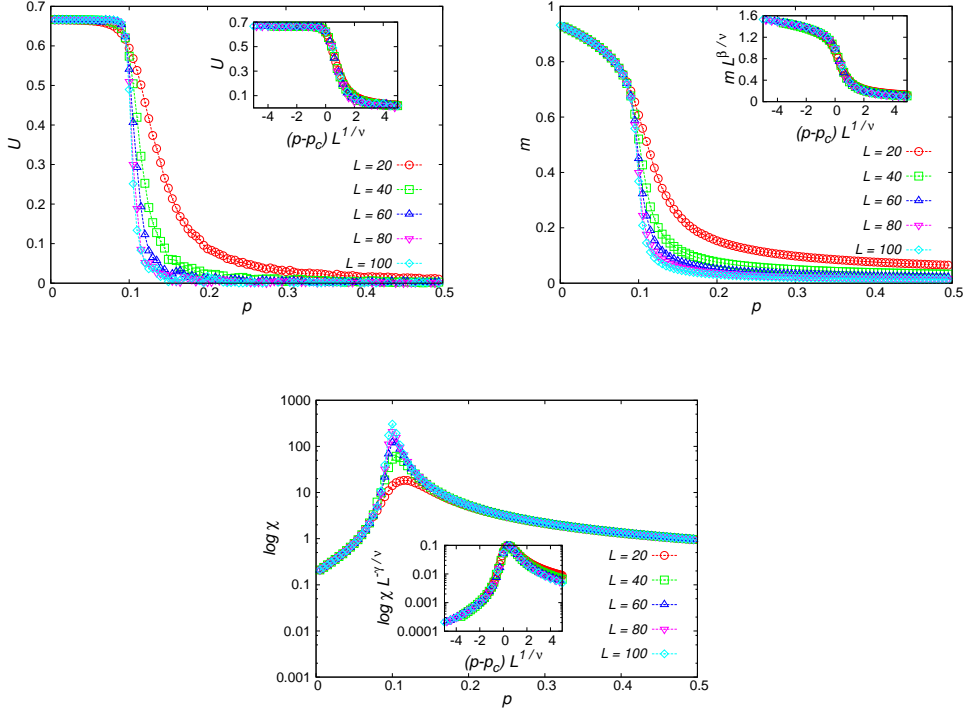 0.7
0.6
0.5
0.4
0.3
0.2
0.1
0
U
0 0.1 0.2 0.3 0.4 0.5
p
0.7
0.5
0.3
0.1
U
-4 -2 0 2 4
(p-pc) L^1/ν
L = 20
L = 40
L = 60
L = 80
L = 100
1
0.8
0.6
0.4
0.2
0
m
0 0.1 0.2 0.3 0.4 0.5
p
1.6
1.2
0.8
0.4
0
m L^β/ν
-4 -2 0 2 4
(p-pc) L^1/ν
L = 20
L = 40
L = 60
L = 80
L = 100
1000
100
10
1
0.1
0.01
0.001
log χ
0 0.1 0.2 0.3 0.4 0.5
p
0.1
0.01
0.001
0.0001
log χ L^-γ/ν
-4 -2 0 2 4
(p-pc) L^1/ν
L = 20
L = 40
L = 60
L = 80
L = 100